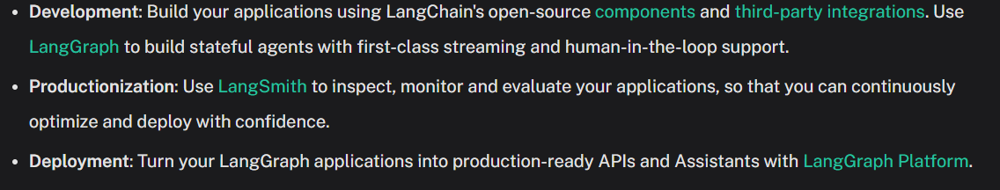 • Development: Build your applications using LangChain's open-source components and third-party integrations. Use
LangGraph to build stateful agents with first-class streaming and human-in-the-loop support.
• Productionization: Use LangSmith to inspect, monitor and evaluate your applications, so that you can continuously
optimize and deploy with confidence.
• Deployment: Turn your LangGraph applications into production-ready APIs and Assistants with LangGraph Platform.